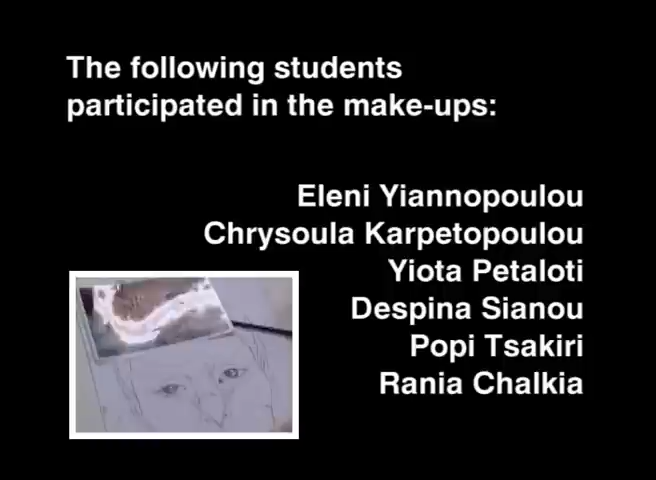 The following students
participated in the make-ups:
Eleni Yiannopoulou
Chrysoula Karpetopoulou
Yiota Petaloti
Despina Sianou
Popi Tsakiri
Rania Chalkia